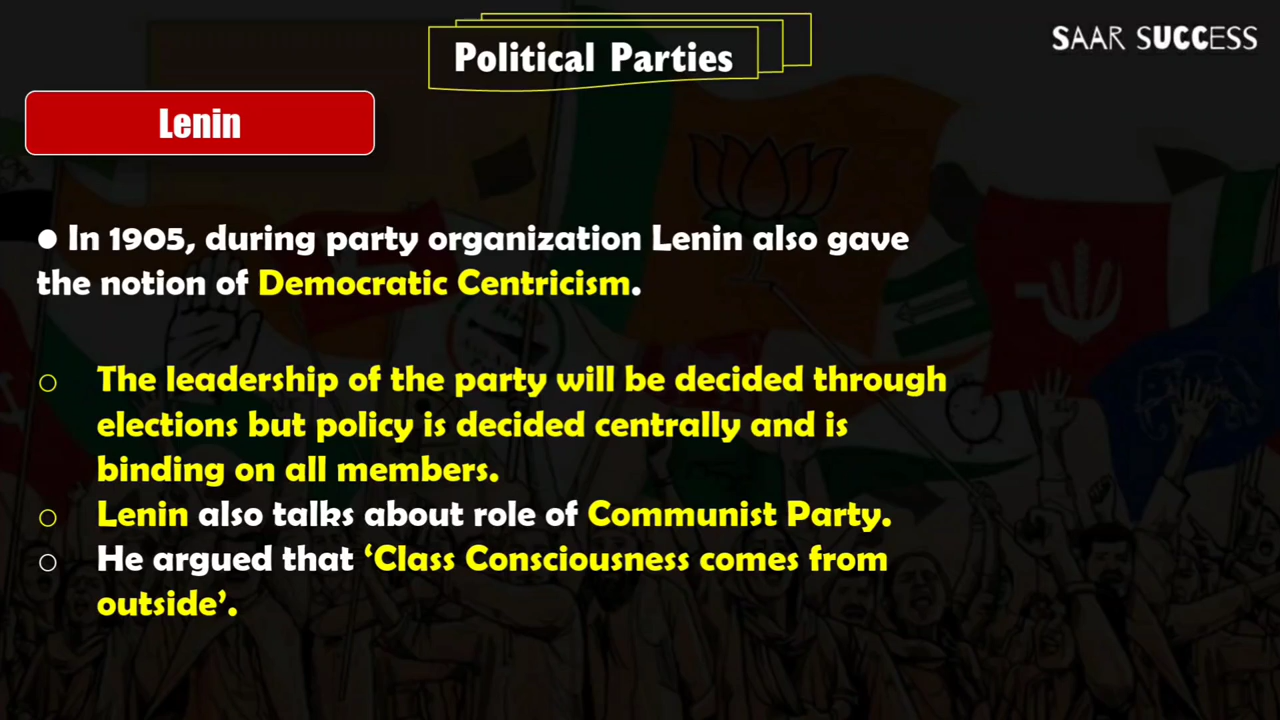 Political Parties
SAAR SUCCESS
Lenin
● In 1905, during party organization Lenin also gave
the notion of Democratic Centricism.
○ The leadership of the party will be decided through
elections but policy is decided centrally and is
binding on all members.
○ Lenin also talks about role of Communist Party.
○ He argued that ‘Class Consciousness comes from
outside’.